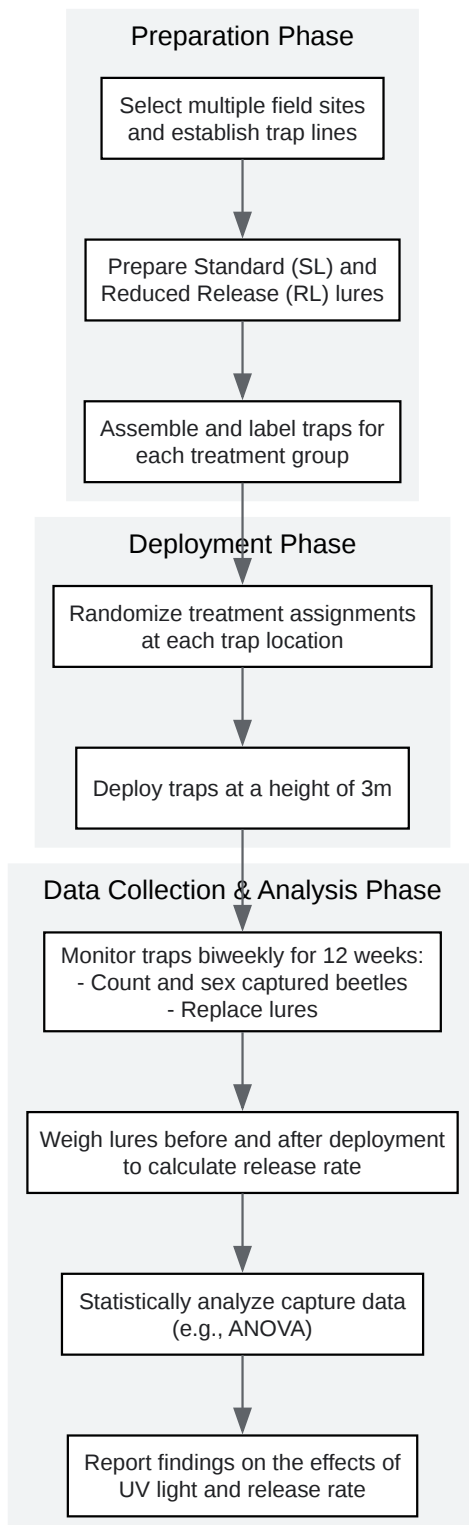 Preparation Phase
Select multiple field sites
and establish trap lines
Prepare Standard (SL) and
Reduced Release (RL) lures
Assemble and label traps for
each treatment group
Deployment Phase
Randomize treatment assignments
at each trap location
Deploy traps at a height of 3m
Data Collection & Analysis Phase
Monitor traps biweekly for 12 weeks:
- Count and sex captured beetles
- Replace lures
Weigh lures before and after deployment
to calculate release rate
Statistically analyze capture data
(e.g., ANOVA)
Report findings on the effects of
UV light and release rate